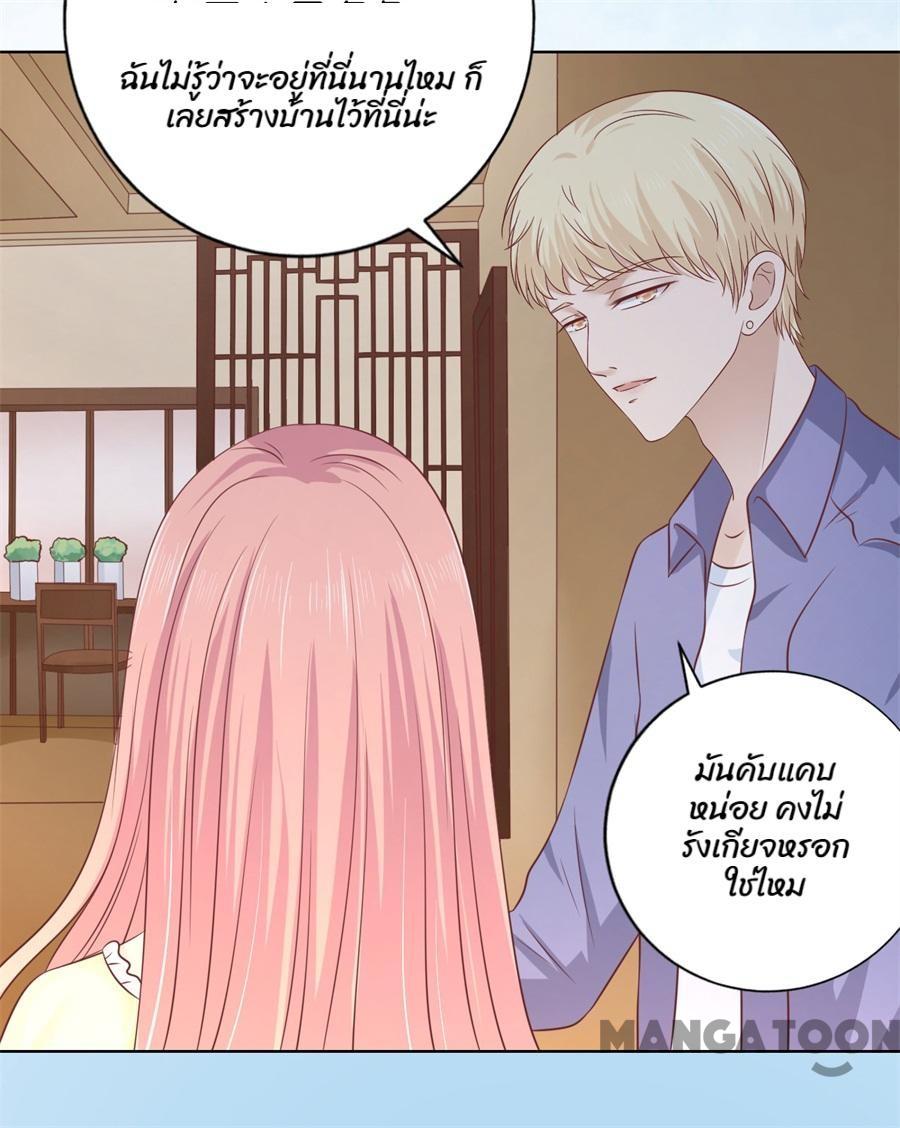 ฉันไม่รู้ว่าจะอยู่ที่นี่นานไหม ก็
เลยสร้างบ้านไว้ที่นี่น่ะ
มันคับแคบ
หน่อย คงไม่
รังเกียจหรอก
ใช่ไหม
MANGATOON